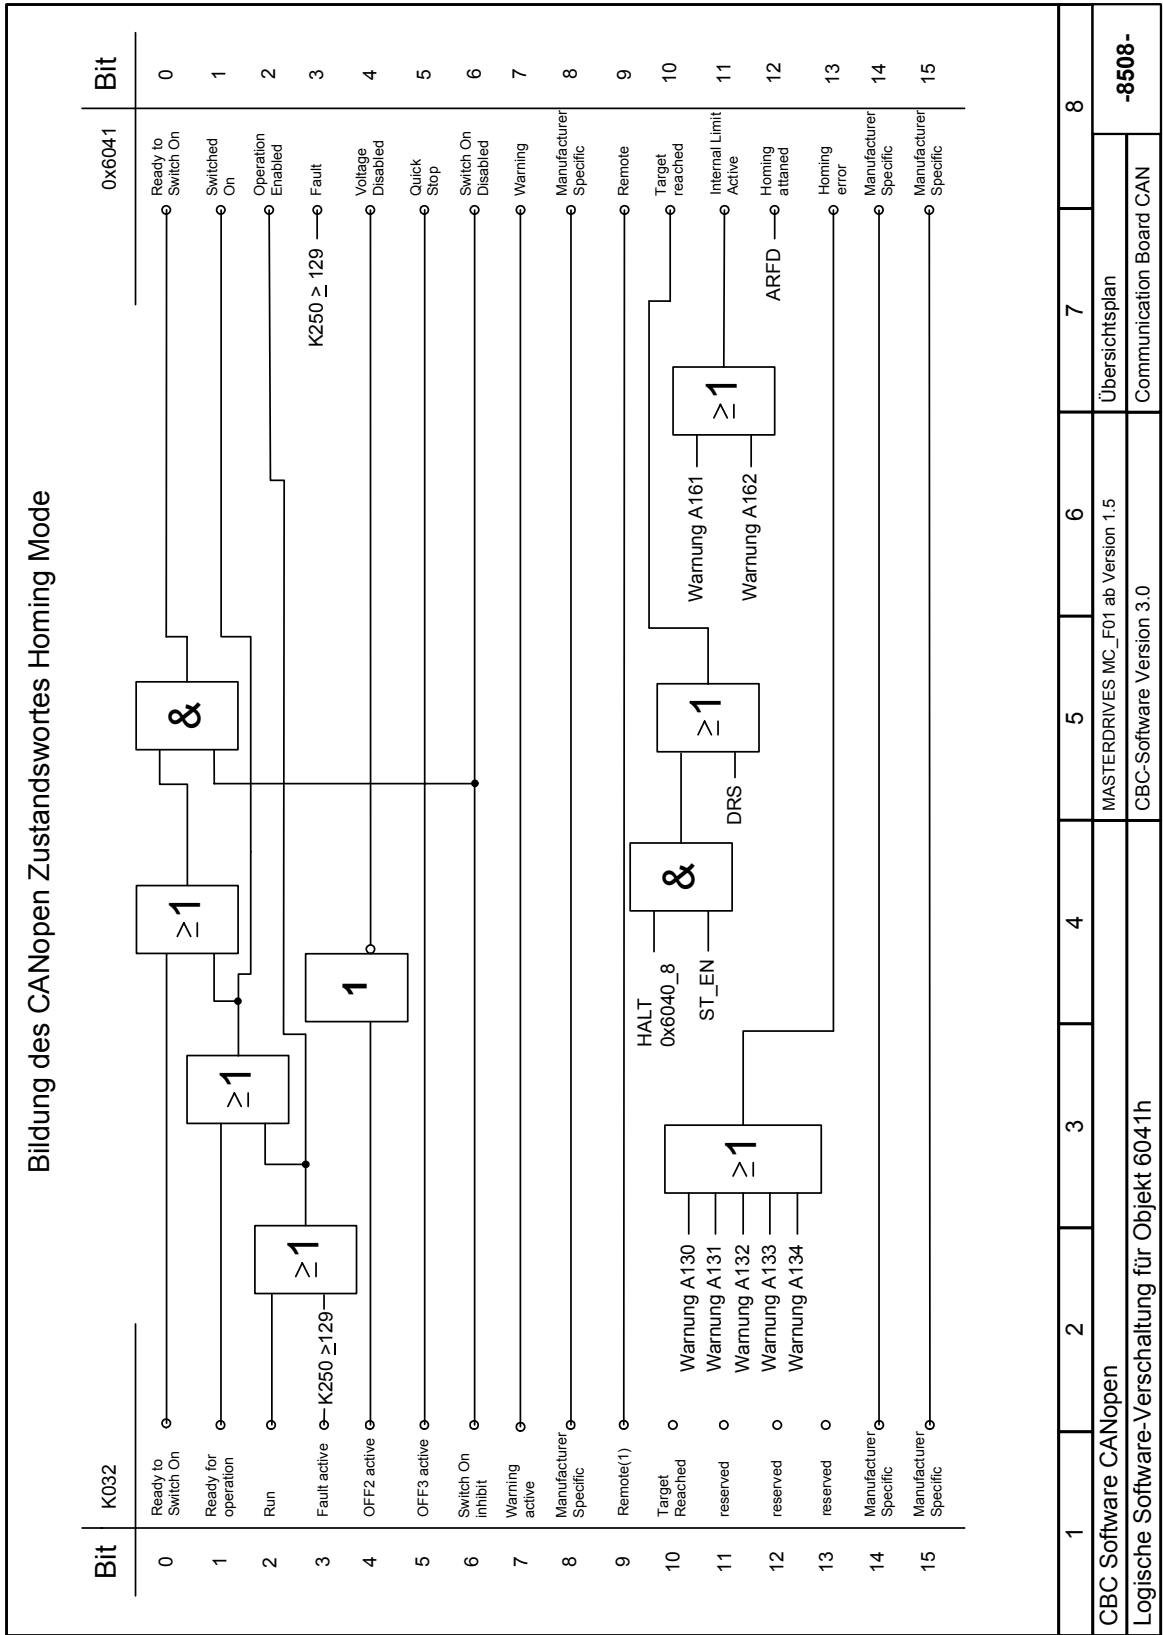 Bildung des CANopen Zustandswortes Homing Mode
Bit
K032
0x6041
Bit
0
Ready to
Switch On
&
≥1
Ready to
Switch On
0
1
Ready for
operation
≥1
Switched
On
1
2
Run
≥1
Operation
Enabled
2
3
Fault active
K250 ≥129
K250 ≥ 129
Fault
3
4
OFF2 active
1
Voltage
Disabled
4
5
OFF3 active
Quick
Stop
5
6
Switch On
inhibit
Switch On
Disabled
6
7
Warning
active
Warning
7
8
Manufacturer
Specific
Manufacturer
Specific
8
9
Remote(1)
Remote
9
10
Target
Reached
HALT
0x6040_8
ST_EN
&
DRS
≥1
Target
reached
10
11
reserved
Warnung A161
Warnung A162
≥1
Internal Limit
Active
11
12
reserved
ARFD
Homing
attaned
12
13
reserved
Warnung A130
Warnung A131
Warnung A132
Warnung A133
Warnung A134
≥1
Homing
error
13
14
Manufacturer
Specific
Manufacturer
Specific
14
15
Manufacturer
Specific
Manufacturer
Specific
15
1
2
3
4
5
6
7
8
CBC Software CANopen
MASTERDRIVES MC_F01 ab Version 1.5
Übersichtsplan
-8508-
Logische Software-Verschaltung für Objekt 6041h
CBC-Software Version 3.0
Communication Board CAN